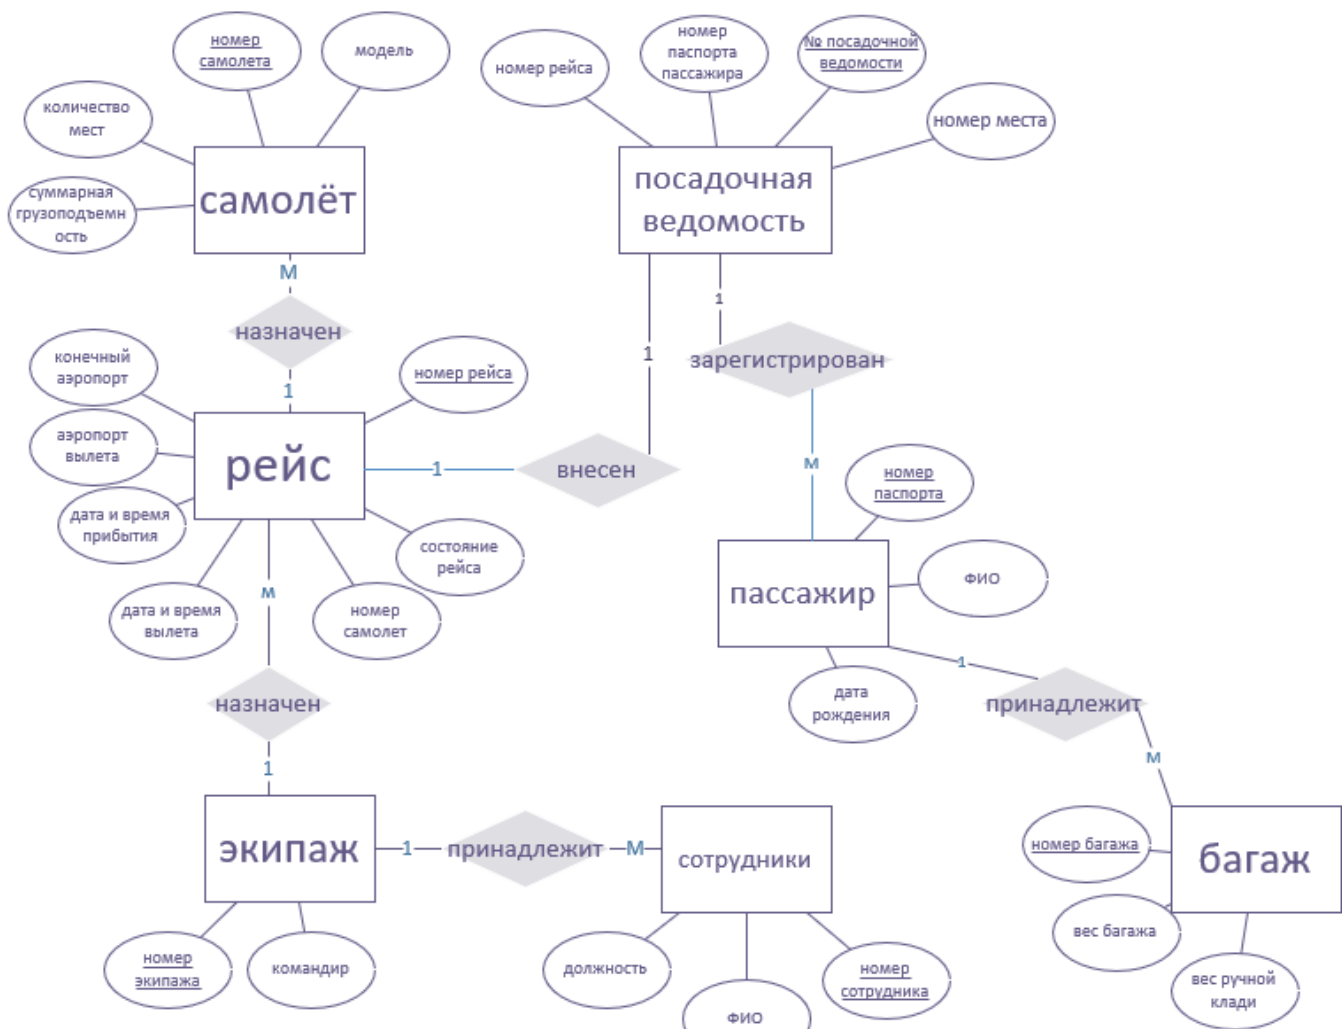 номер
самолета
модель
количество
мест
суммарная
грузоподъемн
ость
самолёт
номер рейса
номер
паспорта
пассажира
№ посадочной
ведомости
номер места
посадочная
ведомость
М
назначен
1
1
1
зарегистрирован
конечный
аэропорт
номер рейса
аэропорт
вылета
рейс
1
внесен
м
номер
паспорта
дата и время
прибытия
состояние
рейса
м
дата и время
вылета
номер
самолет
пассажир
ФИО
назначен
1
дата
рождения
1
принадлежит
м
экипаж
1
принадлежит
М
сотрудники
номер багажа
багаж
вес багажа
вес ручной
клади
номер
экипажа
командир
должность
ФИО
номер
сотрудника